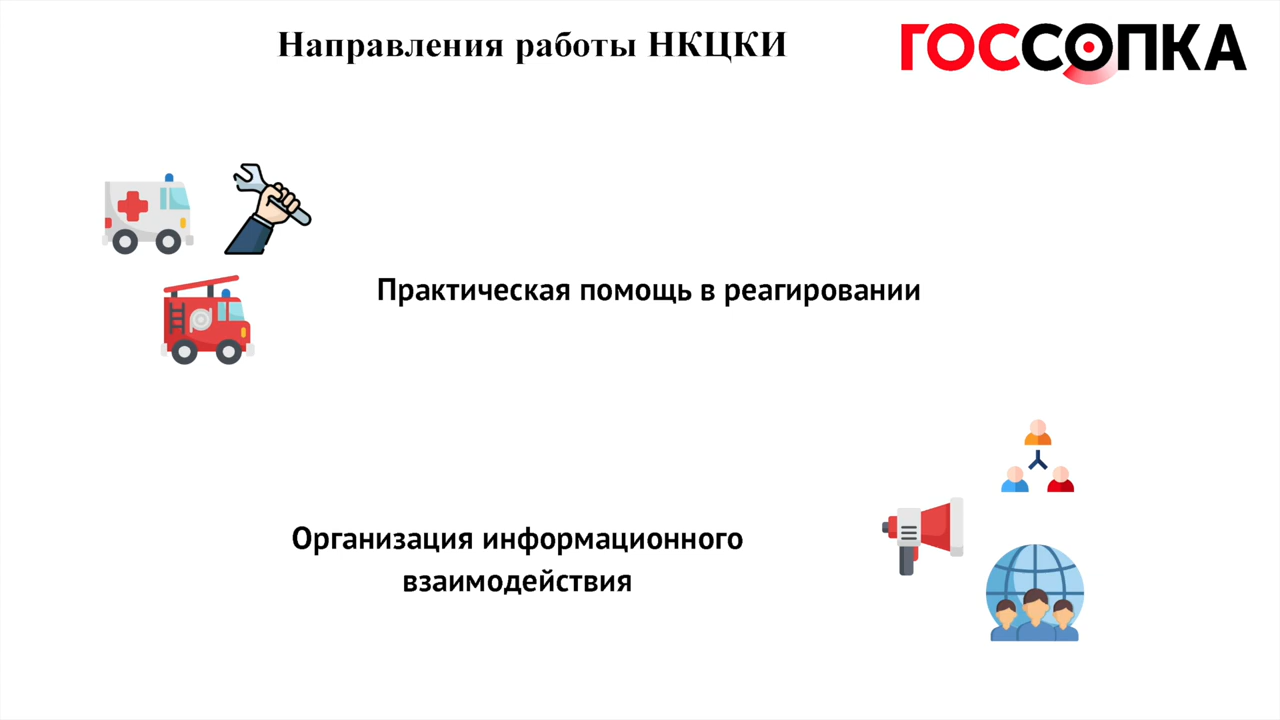 Направления работы НКЦКИ
ГОССОПКА
Практическая помощь в реагировании
Организация информационного
взаимодействия